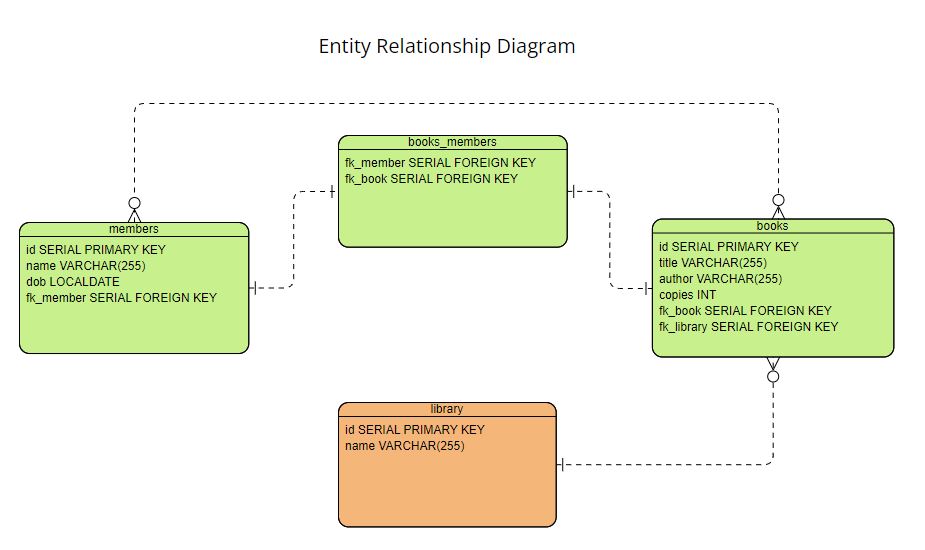 Entity Relationship Diagram
books_members
fk_member SERIAL FOREIGN KEY
fk_book SERIAL FOREIGN KEY
members
id SERIAL PRIMARY KEY
name VARCHAR(255)
dob LOCALDATE
fk_member SERIAL FOREIGN KEY
books
id SERIAL PRIMARY KEY
title VARCHAR(255)
author VARCHAR(255)
copies INT
fk_book SERIAL FOREIGN KEY
fk_library SERIAL FOREIGN KEY
library
id SERIAL PRIMARY KEY
name VARCHAR(255)